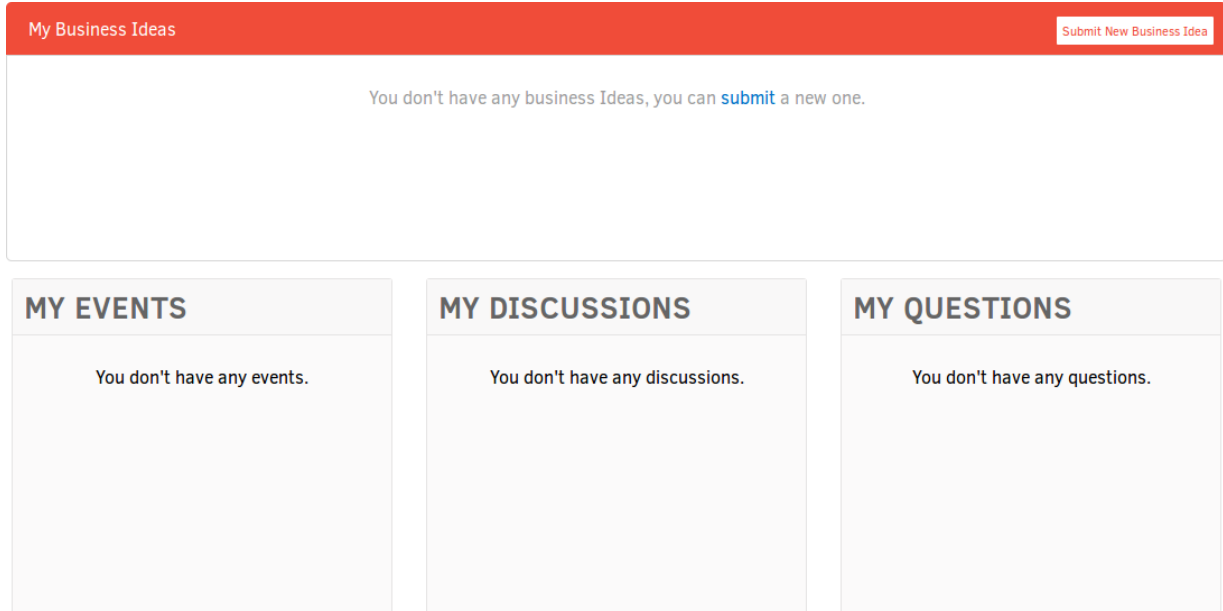 My Business Ideas
Submit New Business Idea
You don't have any business Ideas, you can submit a new one.
MY EVENTS
MY DISCUSSIONS
MY QUESTIONS
You don't have any events.
You don't have any discussions.
You don't have any questions.